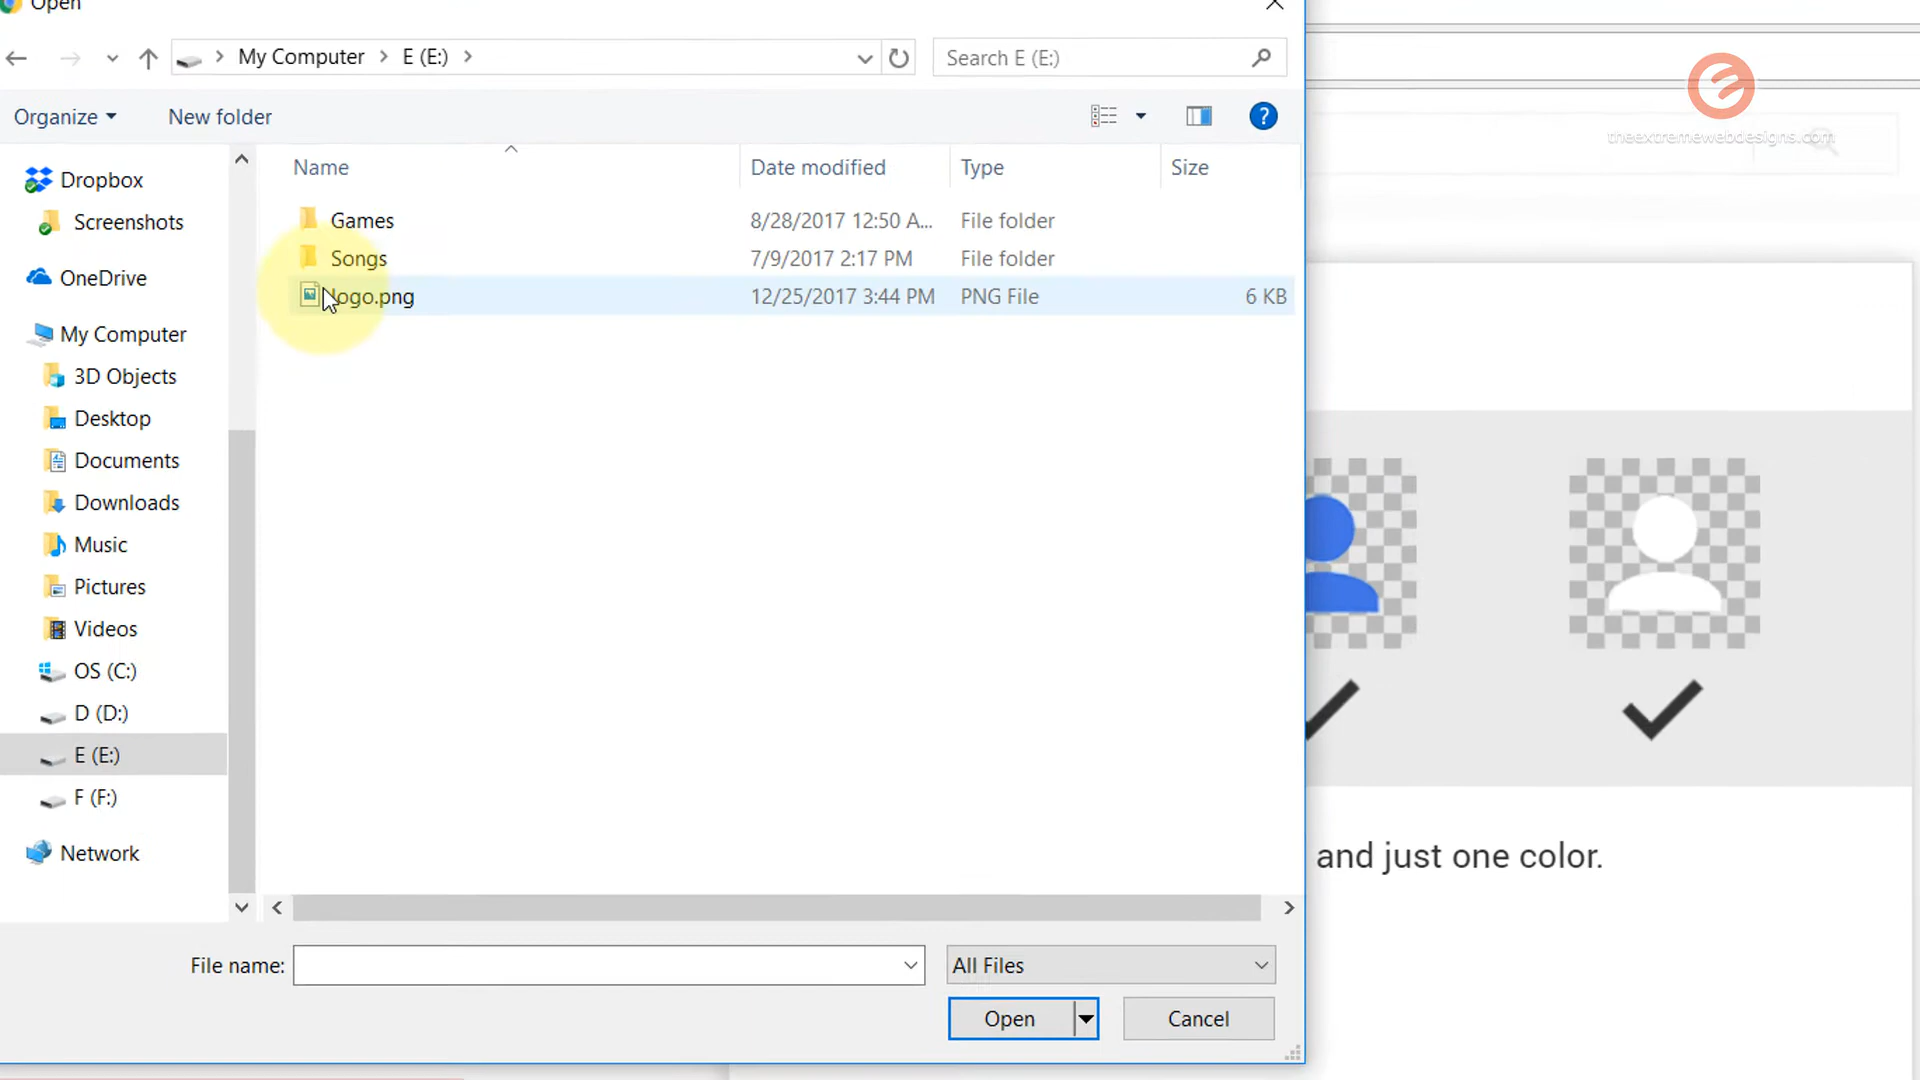 Open
My Computer E (E:)
Search E (E:)
Organize
New folder
?
theextremewebdesigns.com
Name
Date modified
Type
Size
Dropbox
Screenshots
OneDrive
My Computer
3D Objects
Desktop
Documents
Downloads
Music
Pictures
Videos
OS (C:)
D (D:)
E (E:)
F (F:)
Network
Games 8/28/2017 12:50 A... File folder
Songs 7/9/2017 2:17 PM File folder
logo.png 12/25/2017 3:44 PM PNG File 6 KB
and just one color.
File name:
All Files
Open
Cancel